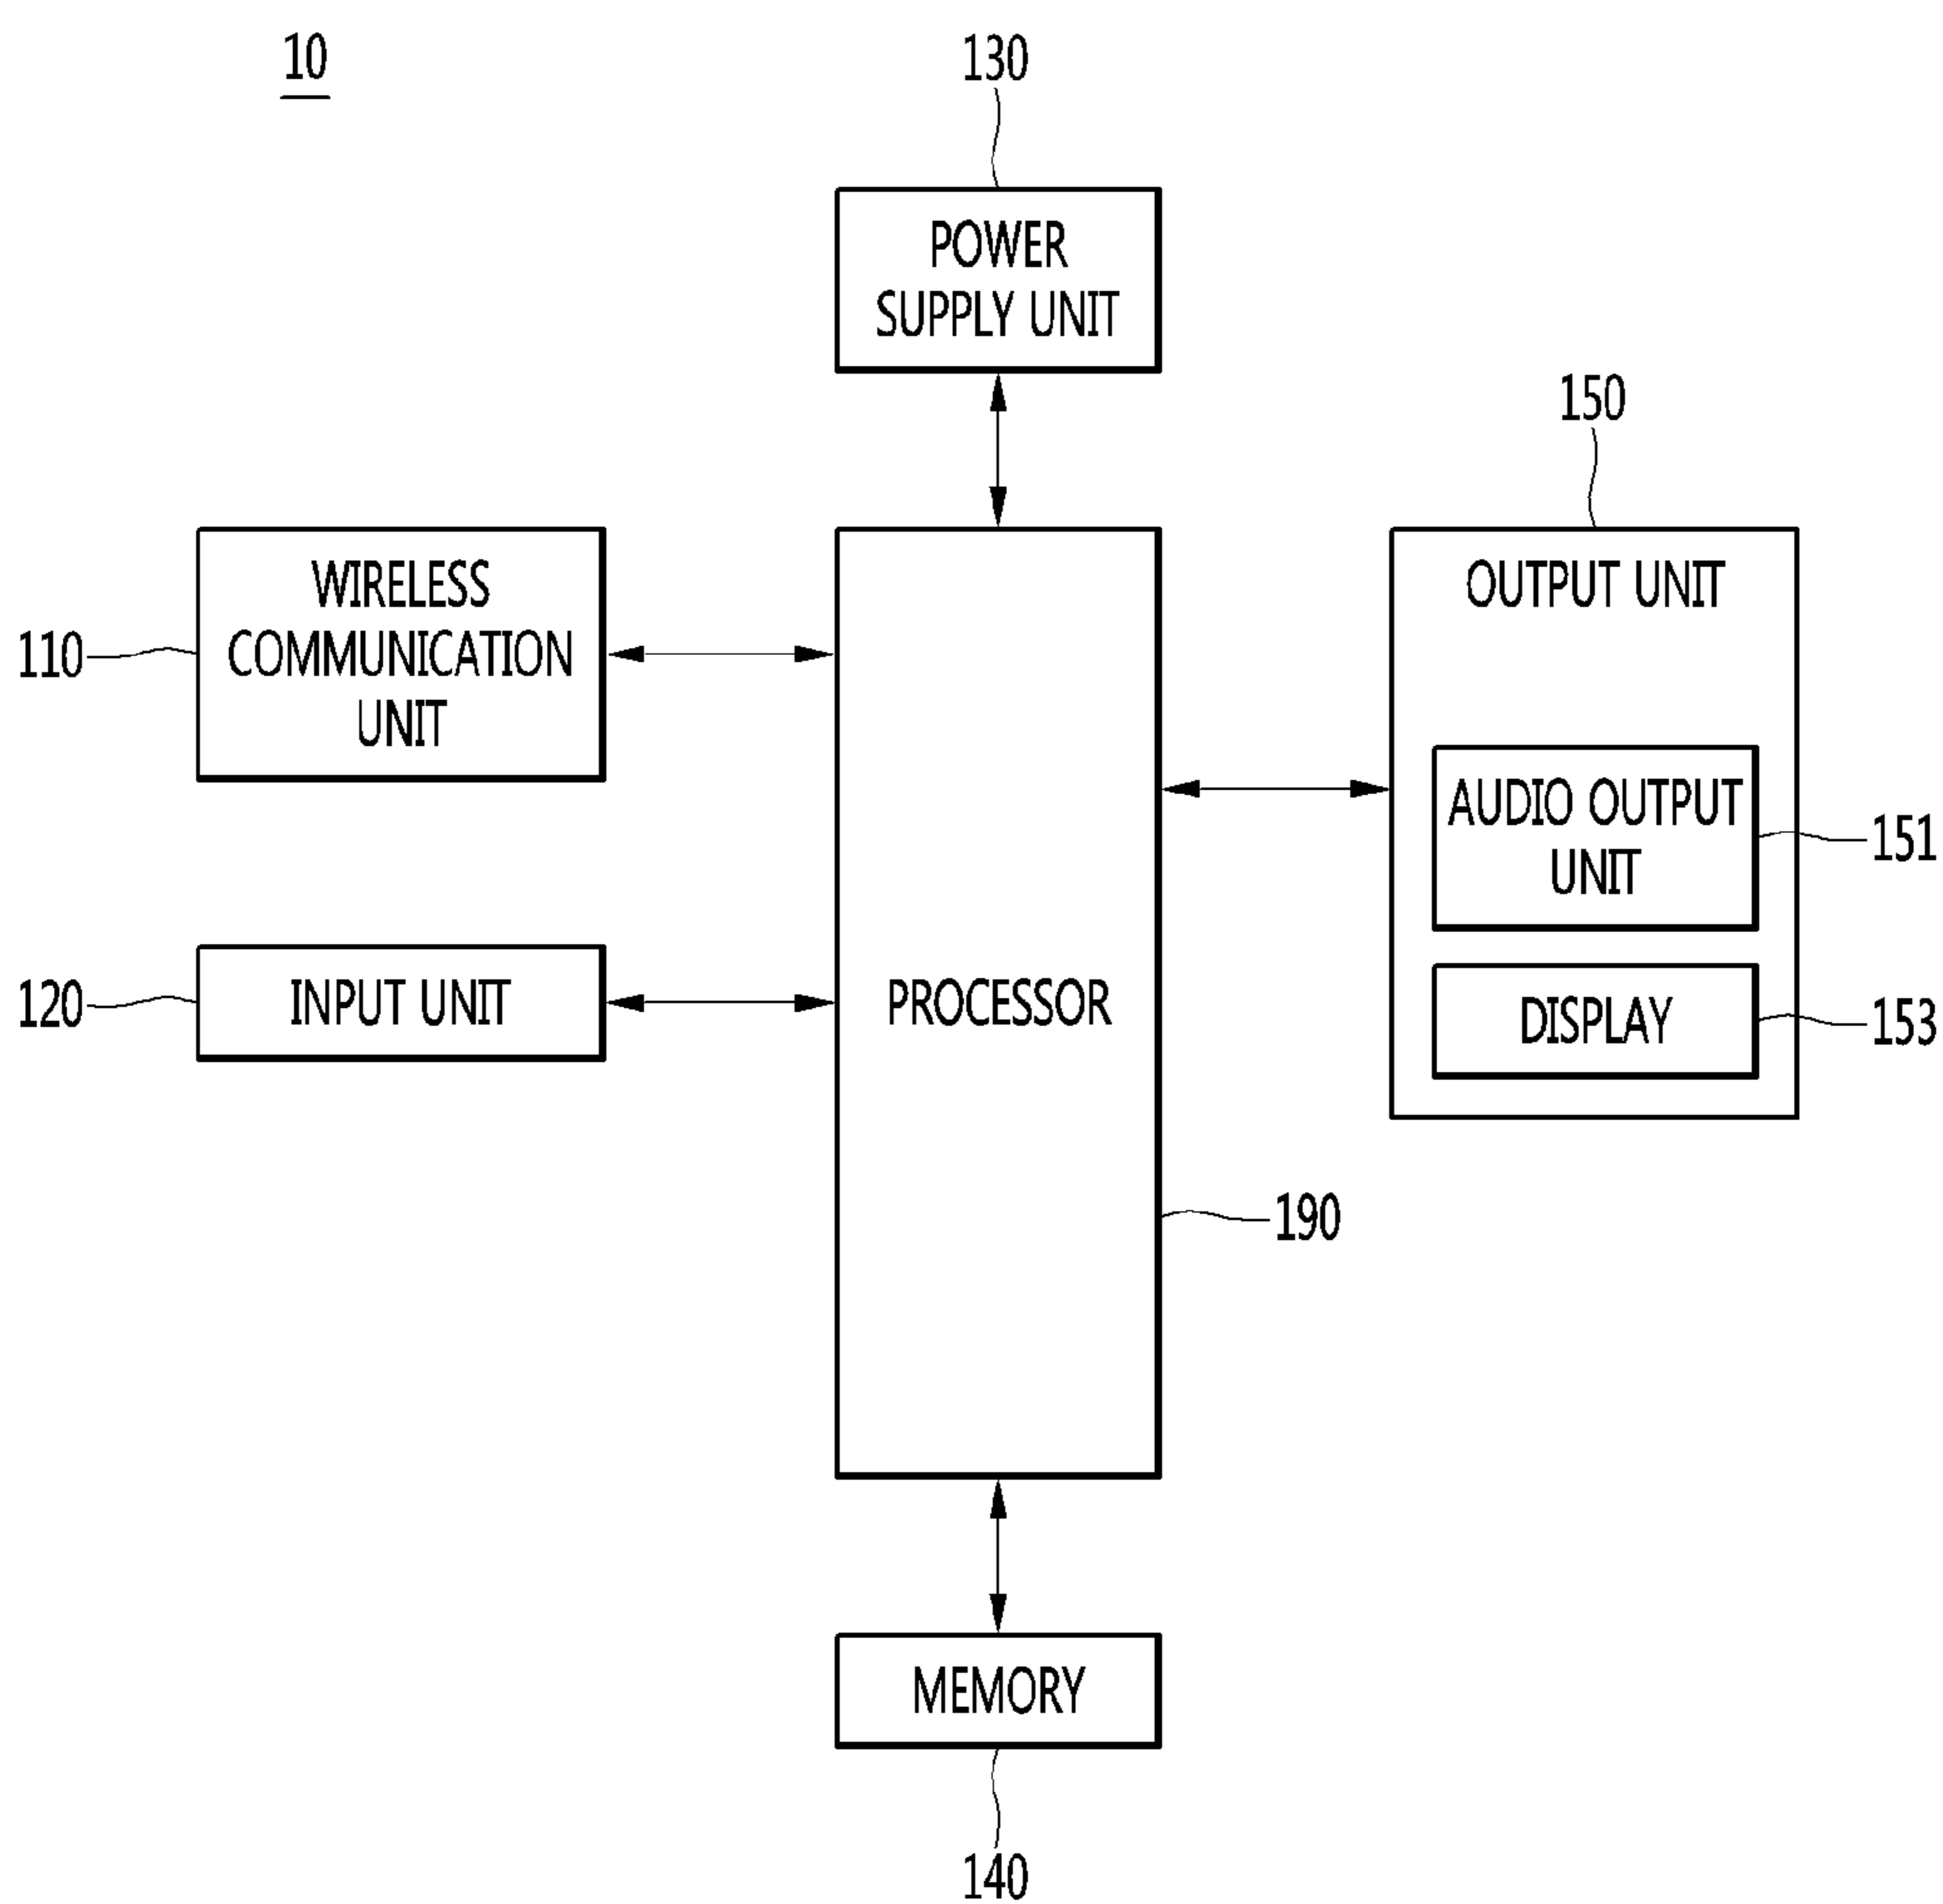 10
130
POWER
SUPPLY UNIT
150
WIRELESS
COMMUNICATION
UNIT
110
OUTPUT UNIT
AUDIO OUTPUT
UNIT
151
120
INPUT UNIT
PROCESSOR
DISPLAY
153
190
MEMORY
140